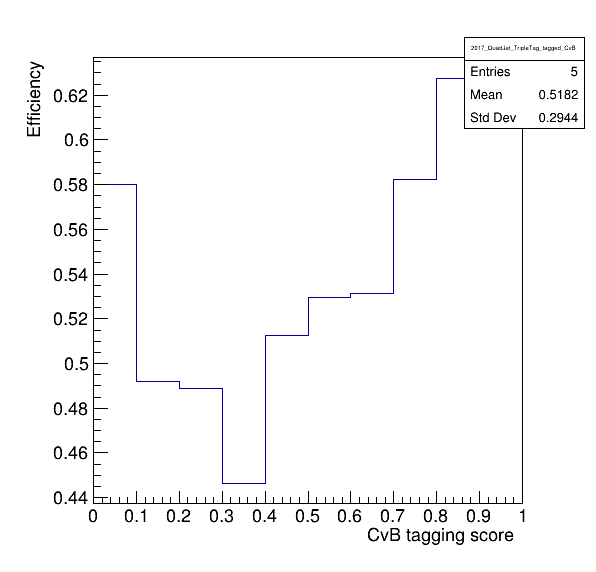 2017_QuadJet_TripleTag_tagged_CvB
Entries 5
Mean 0.5182
Std Dev 0.2944
Efficiency
0.62
0.6
0.58
0.56
0.54
0.52
0.5
0.48
0.46
0.44
0 0.1 0.2 0.3 0.4 0.5 0.6 0.7 0.8 0.9 1
CvB tagging score